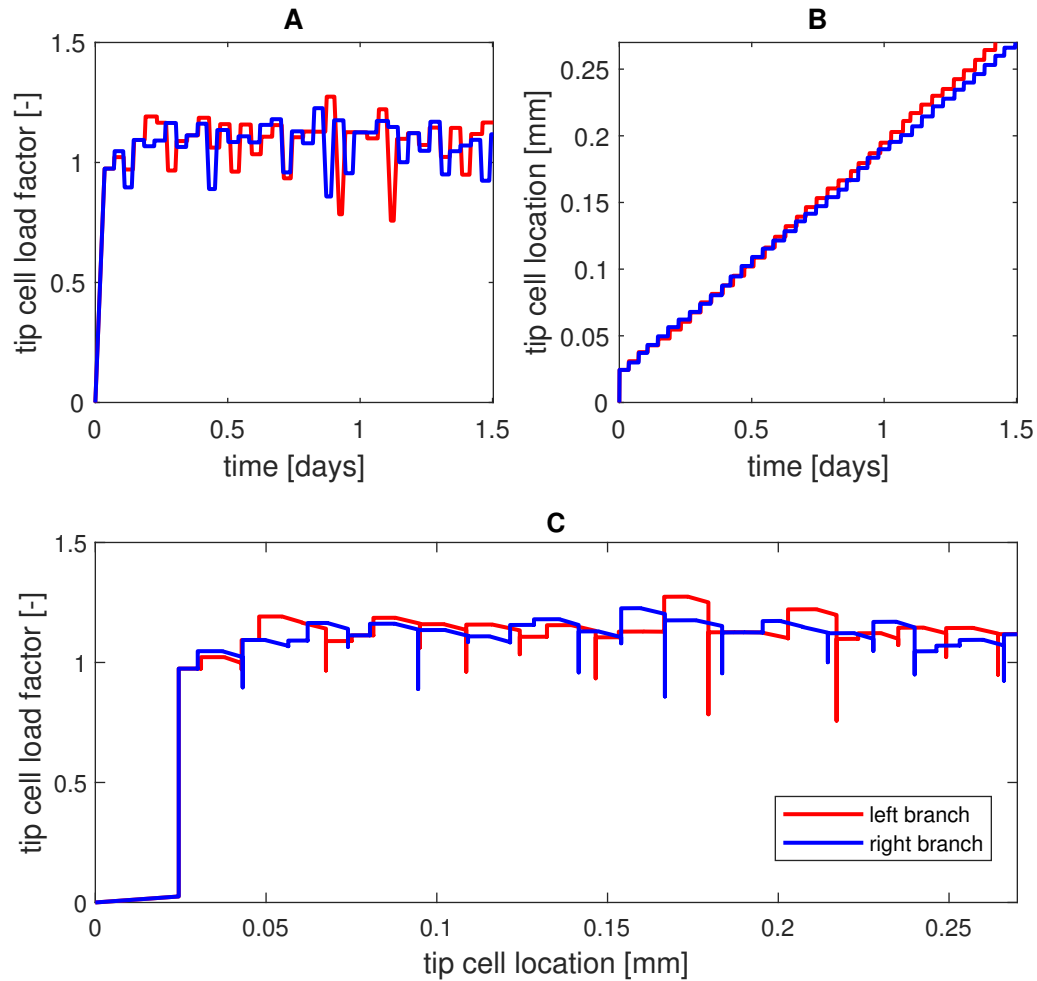 A
B
tip cell load factor [-]
1.5
1
0.5
0
0
0.5
1
1.5
time [days]
tip cell location [mm]
0.25
0.2
0.15
0.1
0.05
0
0
0.5
1
1.5
time [days]
C
tip cell load factor [-]
1.5
1
0.5
0
left branch
right branch
0
0.05
0.1
0.15
0.2
0.25
tip cell location [mm]